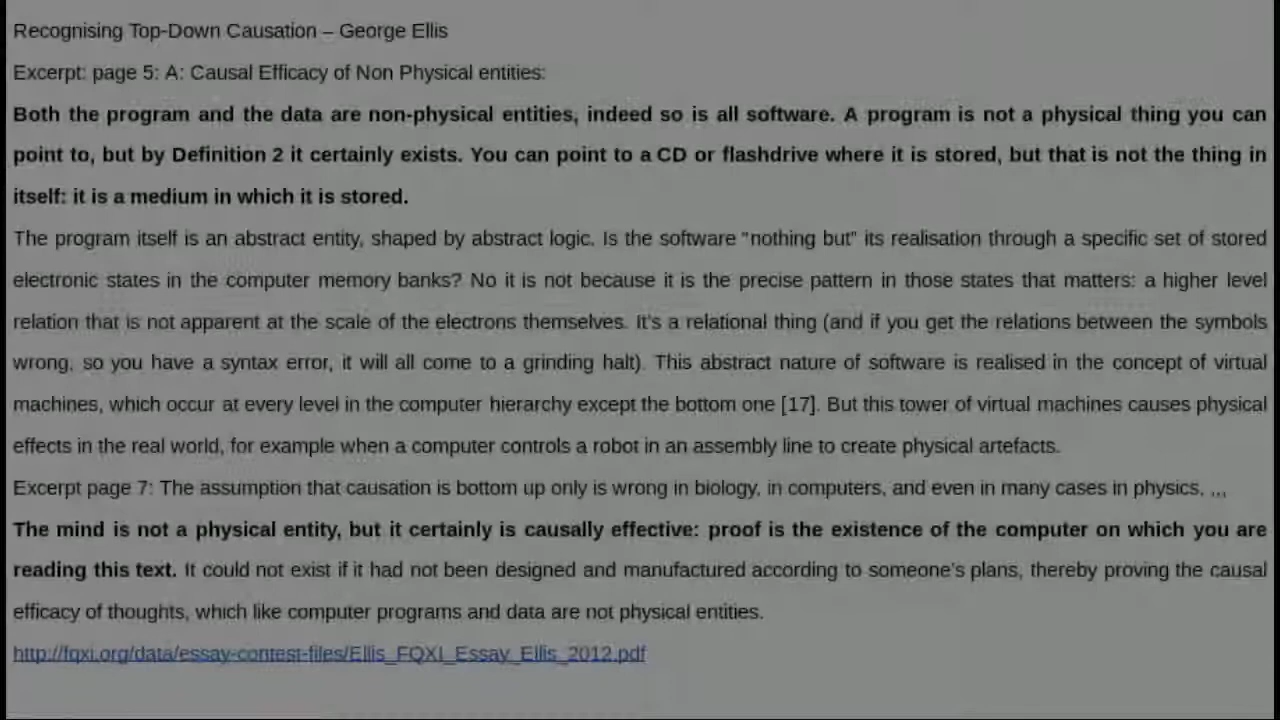 Recognising Top-Down Causation – George Ellis
Excerpt: page 5: A: Causal Efficacy of Non Physical entities:
Both the program and the data are non-physical entities, indeed so is all software. A program is not a physical thing you can
point to, but by Definition 2 it certainly exists. You can point to a CD or flashdrive where it is stored, but that is not the thing in
itself: it is a medium in which it is stored.
The program itself is an abstract entity, shaped by abstract logic. Is the software “nothing but” its realisation through a specific set of stored
electronic states in the computer memory banks? No it is not because it is the precise pattern in those states that matters: a higher level
relation that is not apparent at the scale of the electrons themselves. It’s a relational thing (and if you get the relations between the symbols
wrong, so you have a syntax error, it will all come to a grinding halt). This abstract nature of software is realised in the concept of virtual
machines, which occur at every level in the computer hierarchy except the bottom one [17]. But this tower of virtual machines causes physical
effects in the real world, for example when a computer controls a robot in an assembly line to create physical artefacts.
Excerpt page 7: The assumption that causation is bottom up only is wrong in biology, in computers, and even in many cases in physics, ,,,
The mind is not a physical entity, but it certainly is causally effective: proof is the existence of the computer on which you are
reading this text. It could not exist if it had not been designed and manufactured according to someone’s plans, thereby proving the causal
efficacy of thoughts, which like computer programs and data are not physical entities.
http://fqxi.org/data/essay-contest-files/Ellis_FQXI_Essay_Ellis_2012.pdf